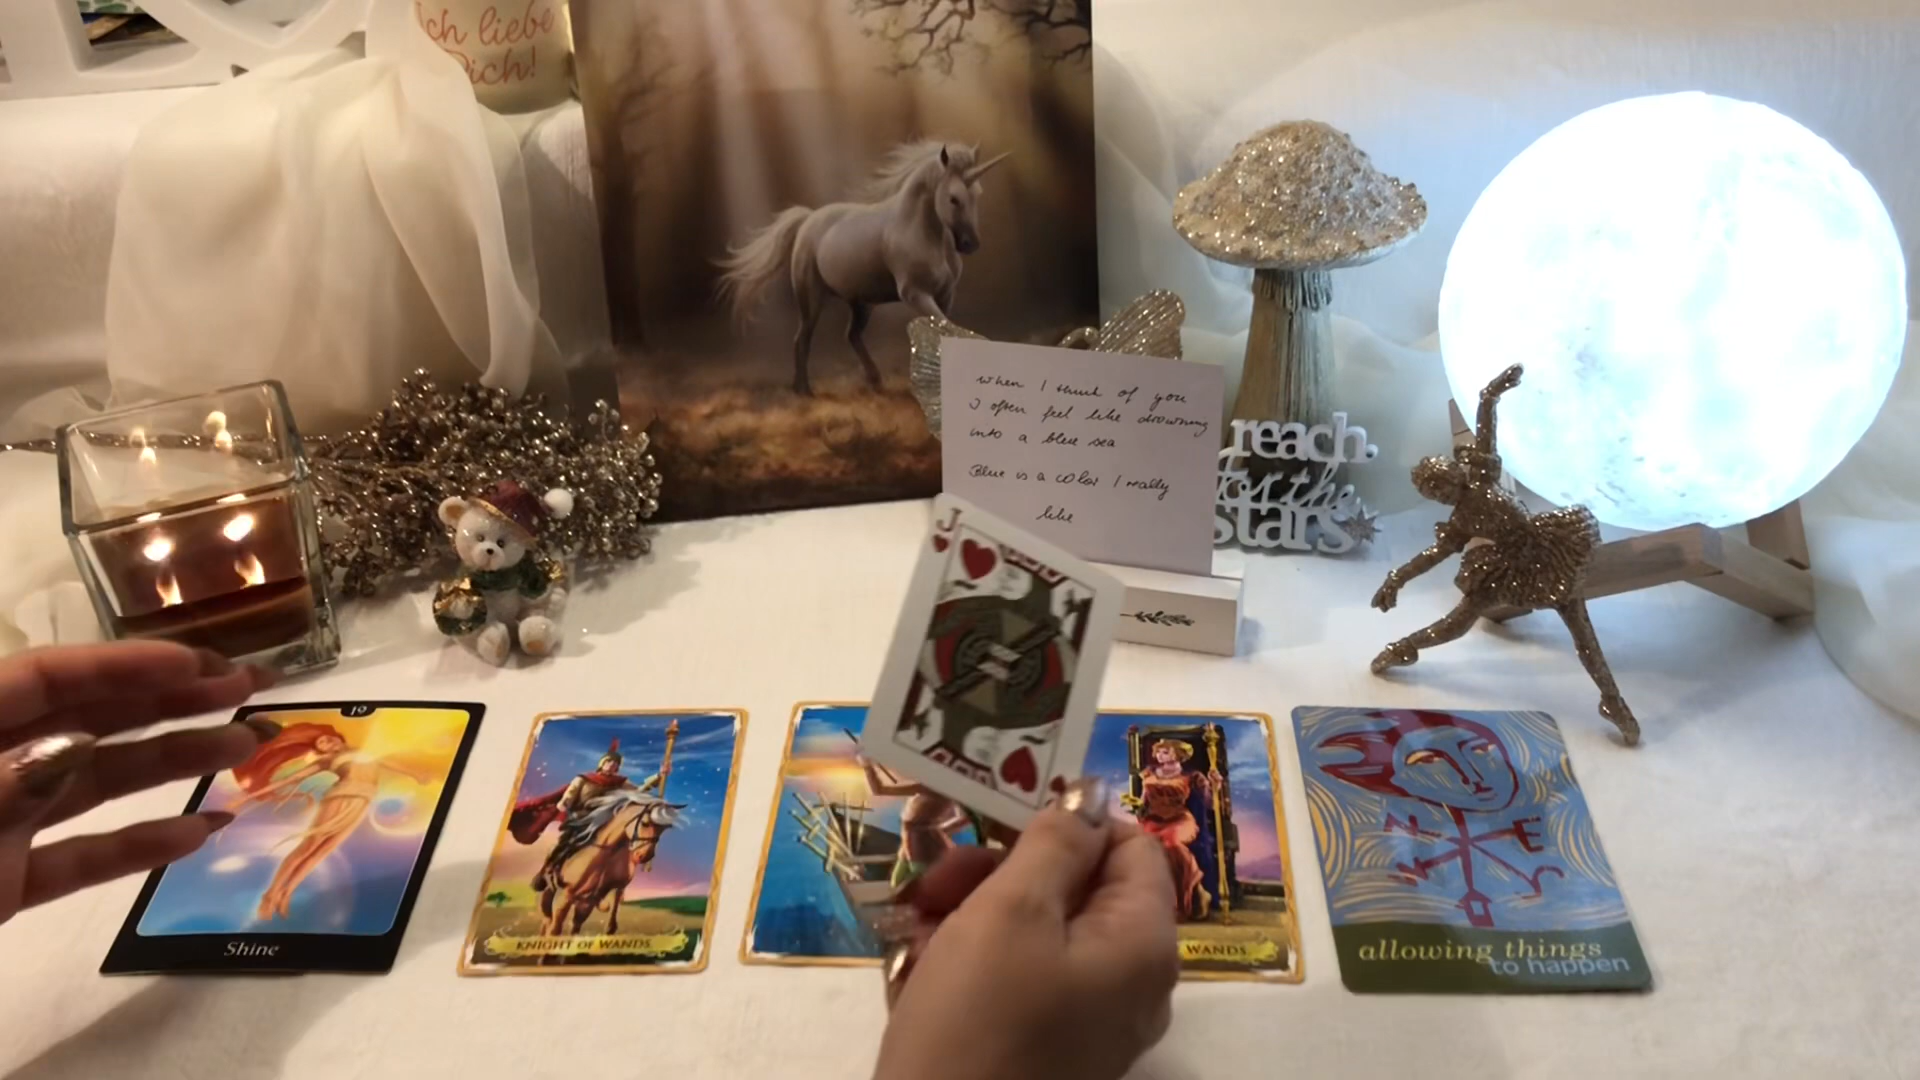 ich liebe
Dich!
when I think of you
I often feel like drowning
into a blue sea
Blue is a color I really
like
reach.
for the
stars
J
19
Shine
KNIGHT OF WANDS
WANDS
N
E
S
allowing things
to happen